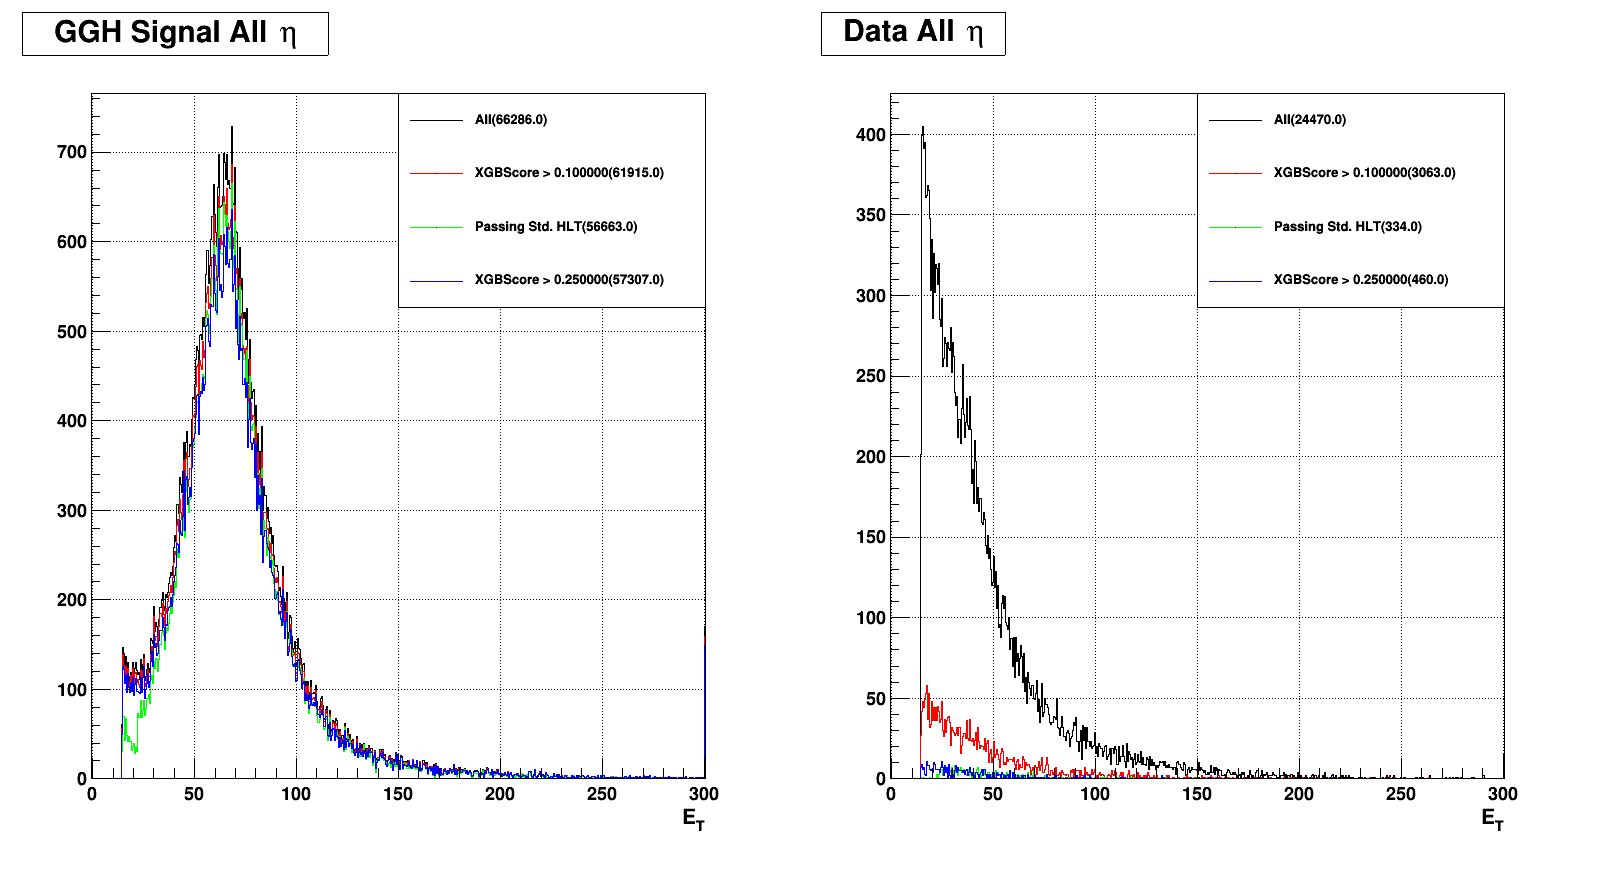 GGH Signal All η
All(66286.0)
XGBScore > 0.100000(61915.0)
Passing Std. HLT(56663.0)
XGBScore > 0.250000(57307.0)
700
600
500
400
300
200
100
0
0 50 100 150 200 250 300
E_T
Data All η
All(24470.0)
XGBScore > 0.100000(3063.0)
Passing Std. HLT(334.0)
XGBScore > 0.250000(460.0)
400
350
300
250
200
150
100
50
0
0 50 100 150 200 250 300
E_T